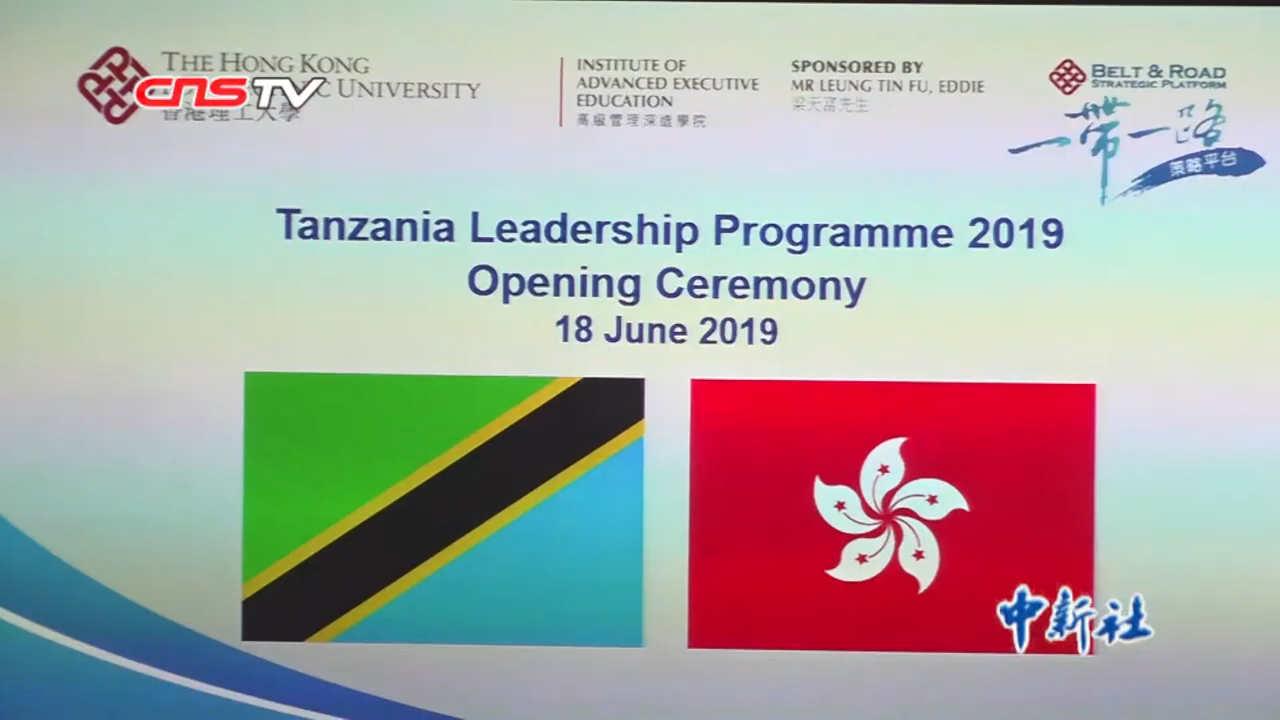 THE HONG KONG
C UNIVERSITY
香港理工大學
CNSTV
INSTITUTE OF
ADVANCED EXECUTIVE
EDUCATION
高級管理深造學院
SPONSORED BY
MR LEUNG TIN FU, EDDIE
梁天富先生
BELT & ROAD
STRATEGIC PLATFORM
一帶一路
策略平台
Tanzania Leadership Programme 2019
Opening Ceremony
18 June 2019
中新社